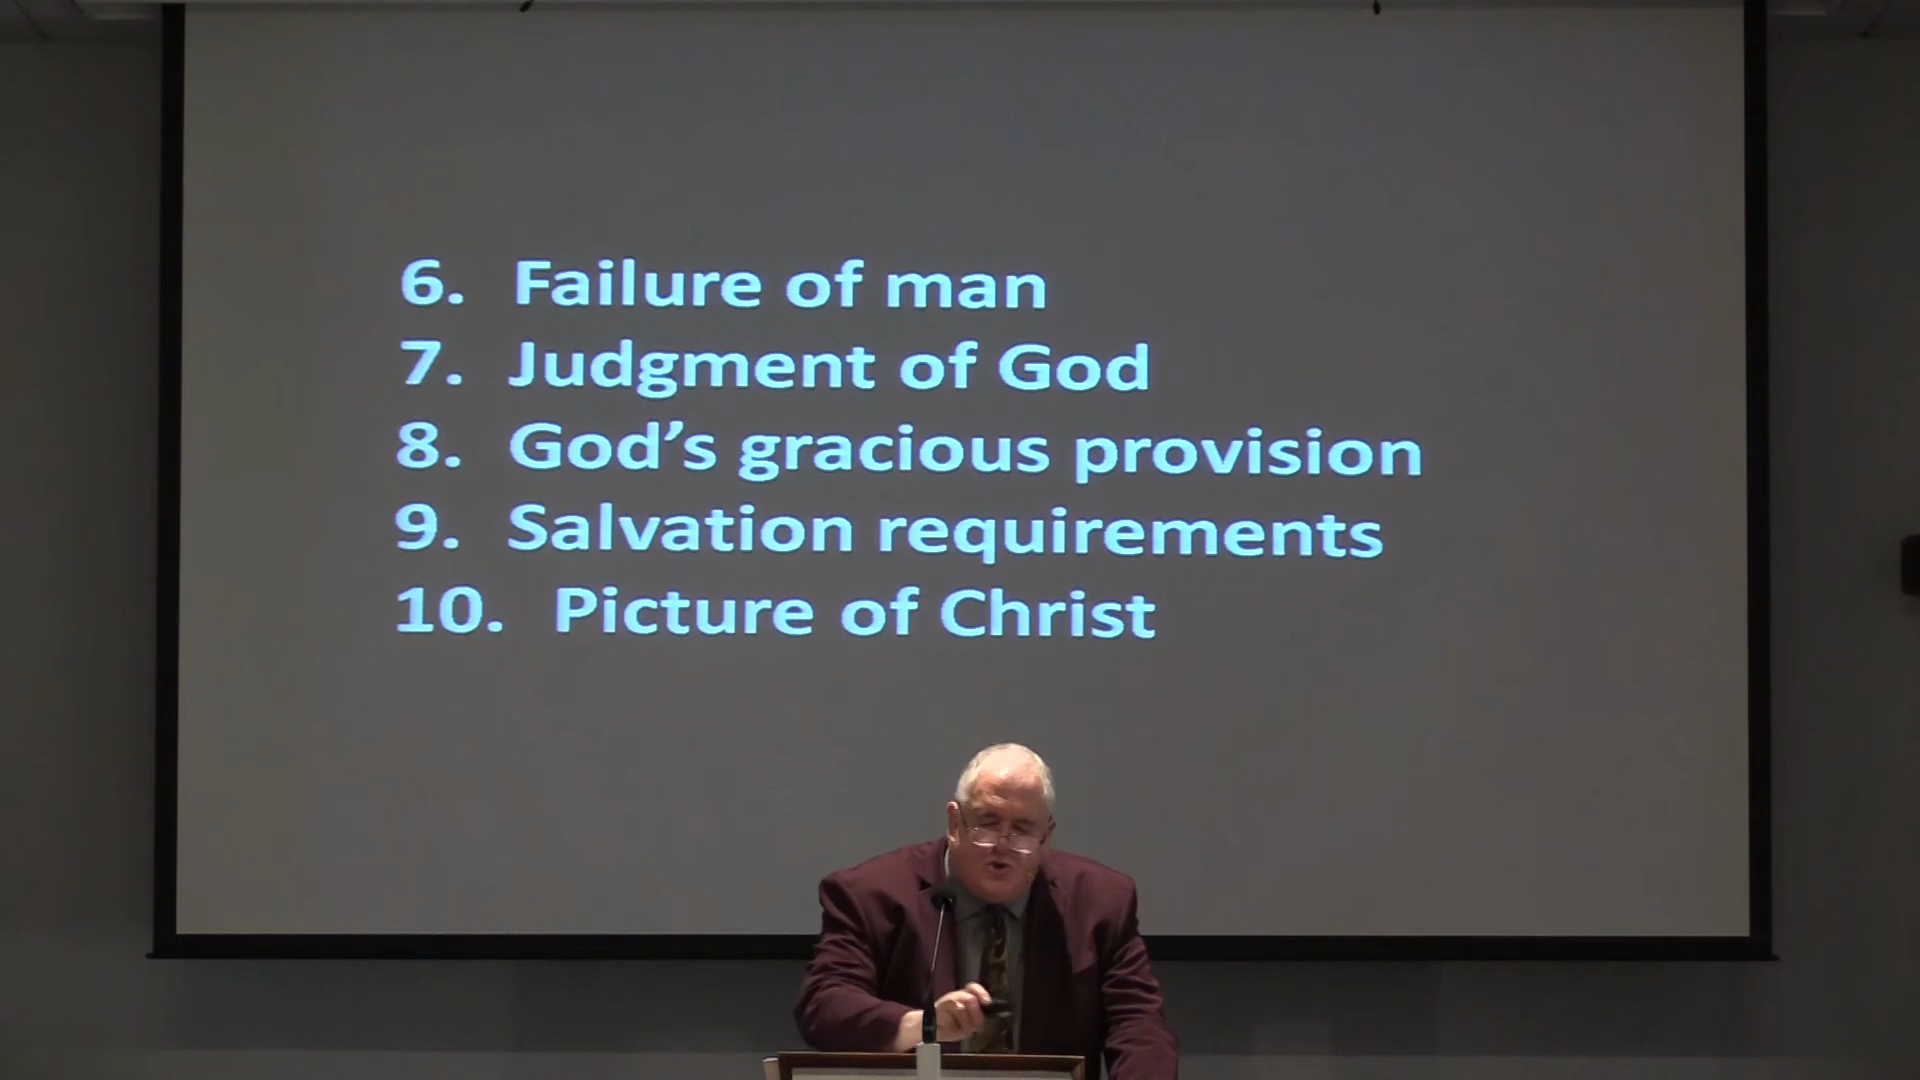 6. Failure of man
7. Judgment of God
8. God’s gracious provision
9. Salvation requirements
10. Picture of Christ